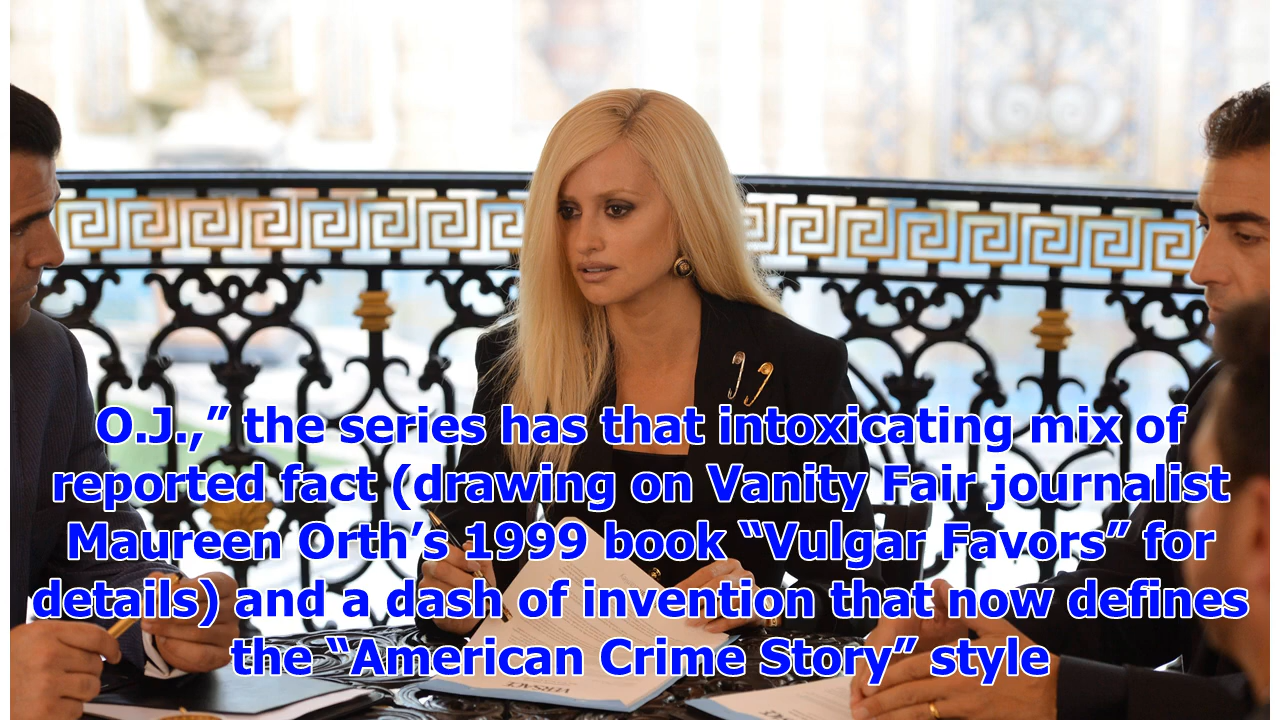 O.J.,” the series has that intoxicating mix of
reported fact (drawing on Vanity Fair journalist
Maureen Orth’s 1999 book “Vulgar Favors” for
details) and a dash of invention that now defines
the “American Crime Story” style
VERSACE